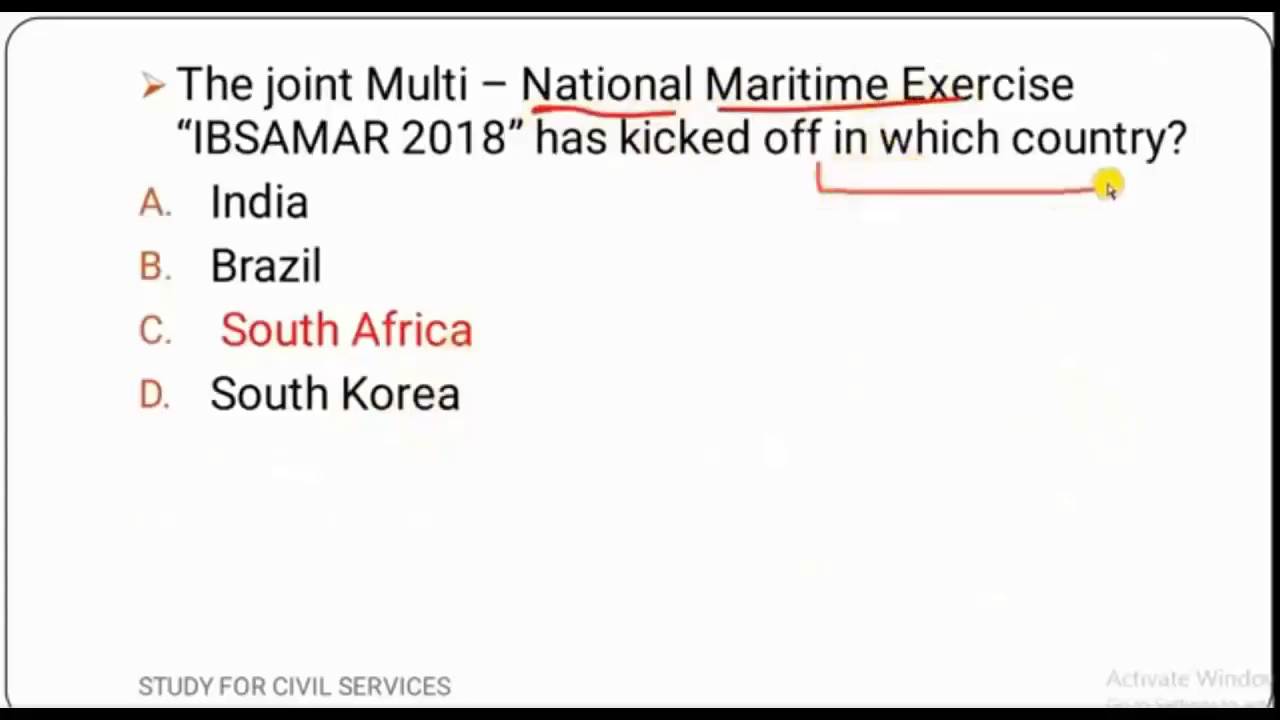 The joint Multi – National Maritime Exercise
“IBSAMAR 2018” has kicked off in which country?
A. India
B. Brazil
C. South Africa
D. South Korea
STUDY FOR CIVIL SERVICES
Activate Windo